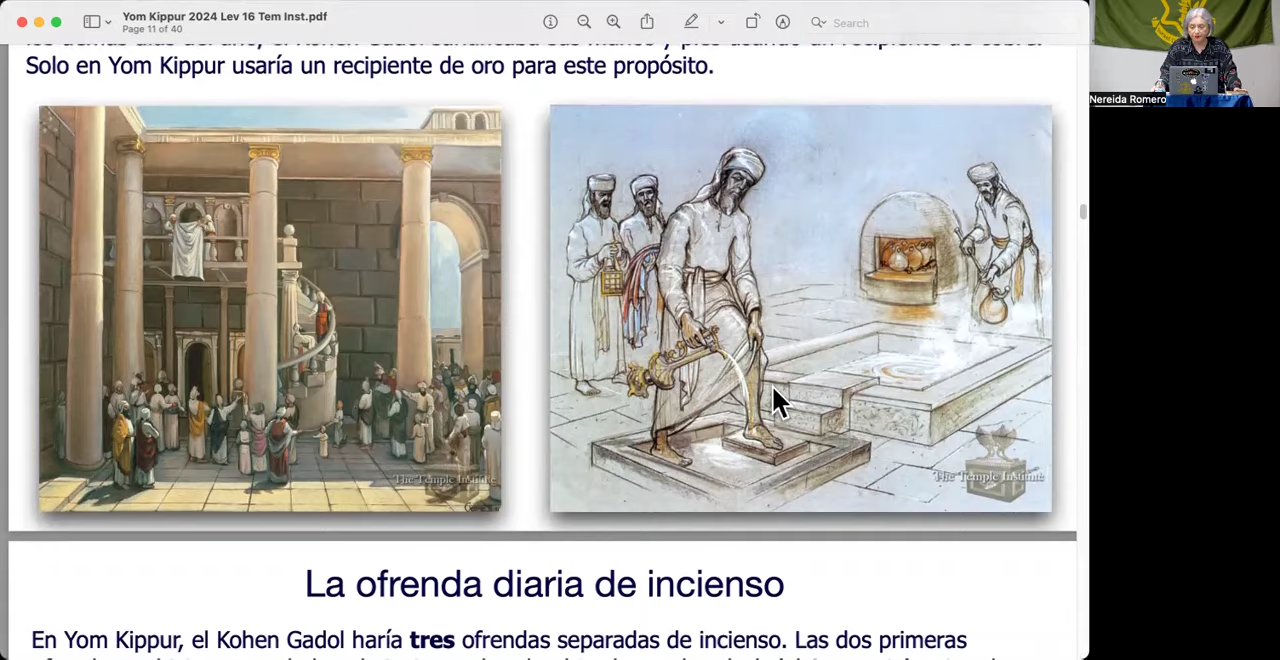 Yom Kippur 2024 Lev 16 Tem Inst.pdf
Page 11 of 40
Search
Nereida Romero
Solo en Yom Kippur usaría un recipiente de oro para este propósito.
The Temple Institute
The Temple Institute
La ofrenda diaria de incienso
En Yom Kippur, el Kohen Gadol haría tres ofrendas separadas de incienso. Las dos primeras